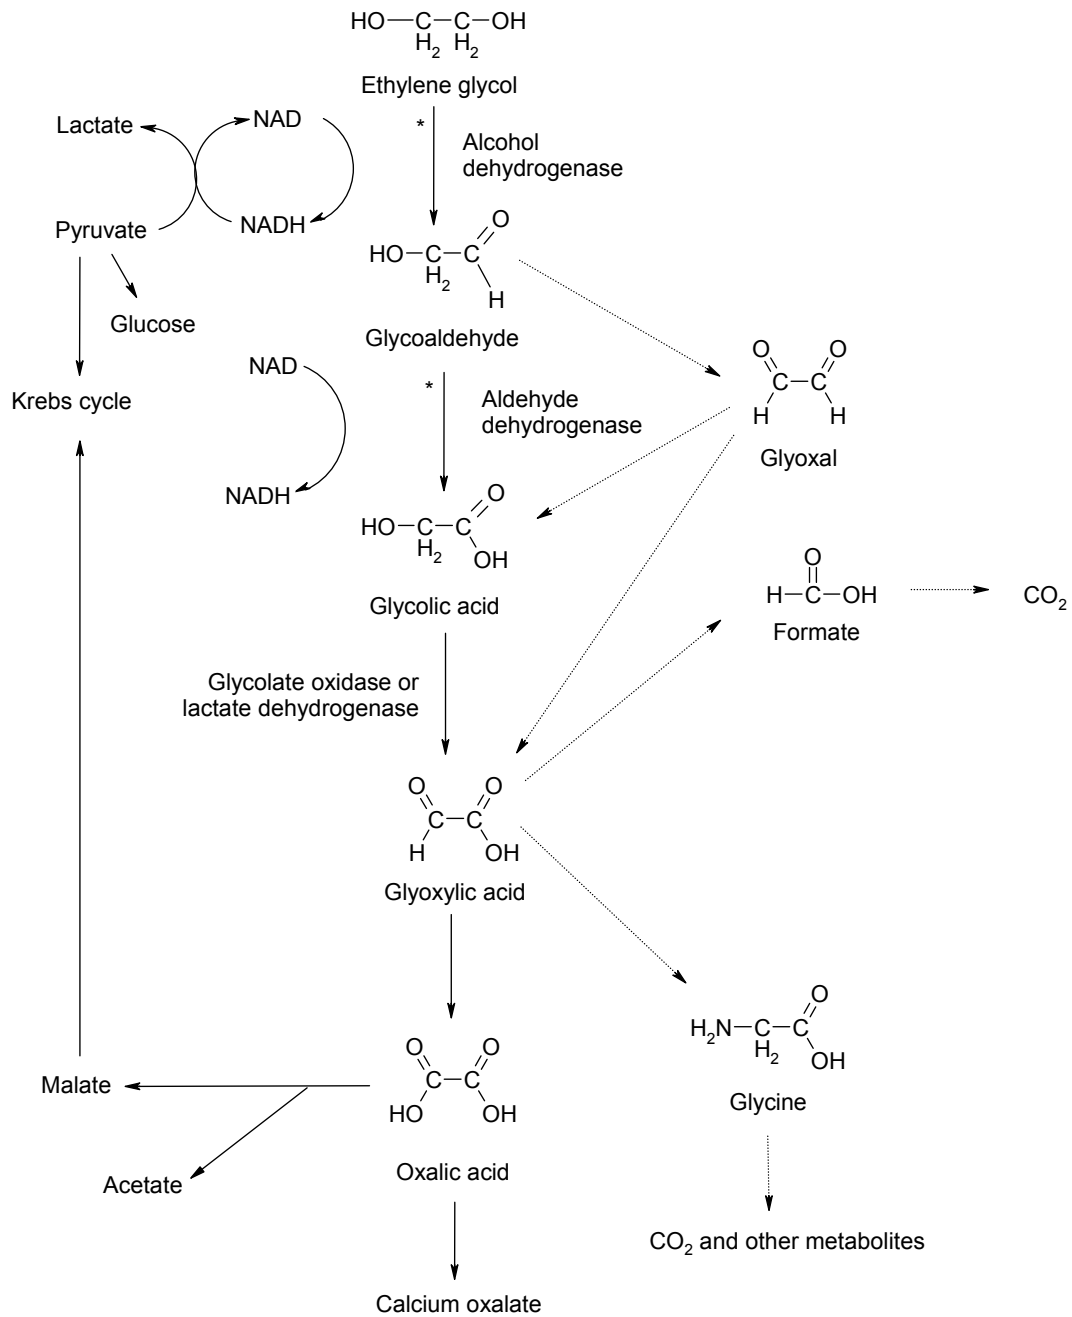 HO—C—C—OH
H2 H2
Ethylene glycol
Lactate
NAD
*
Alcohol
dehydrogenase
Pyruvate
NADH
O
HO—C—C
H2
H
Glucose
Glycoaldehyde
NAD
*
Aldehyde
dehydrogenase
Krebs cycle
O O
C—C
H H
Glyoxal
NADH
O
HO—C—C
H2
OH
Glycolic acid
O
H—C—OH
Formate
CO2
Glycolate oxidase or
lactate dehydrogenase
O O
C—C
H OH
Glyoxylic acid
O
H2N—C—C
H2
OH
Glycine
O O
C—C
HO OH
Malate
Oxalic acid
Acetate
CO2 and other metabolites
Calcium oxalate